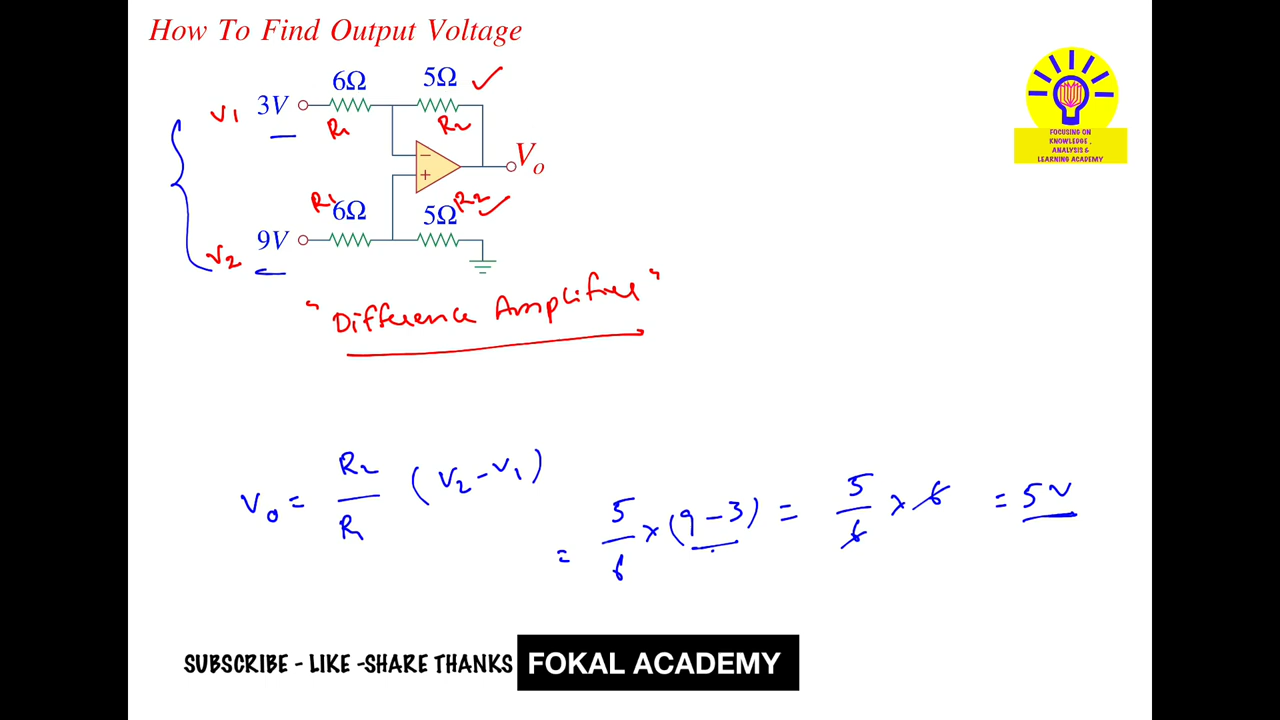 How To Find Output Voltage
6Ω 5Ω
V1 3V R1 R2
− Vo
+
R1 6Ω 5Ω R2
V2 9V
"Difference Amplifier"
FOCUSING ON
KNOWLEDGE ,
ANALYSIS &
LEARNING ACADEMY
Vo = R2/R1 (V2 - V1)
= 5/6 × (9 - 3) = 5/6 × 6 = 5V
SUBSCRIBE - LIKE -SHARE THANKS FOKAL ACADEMY